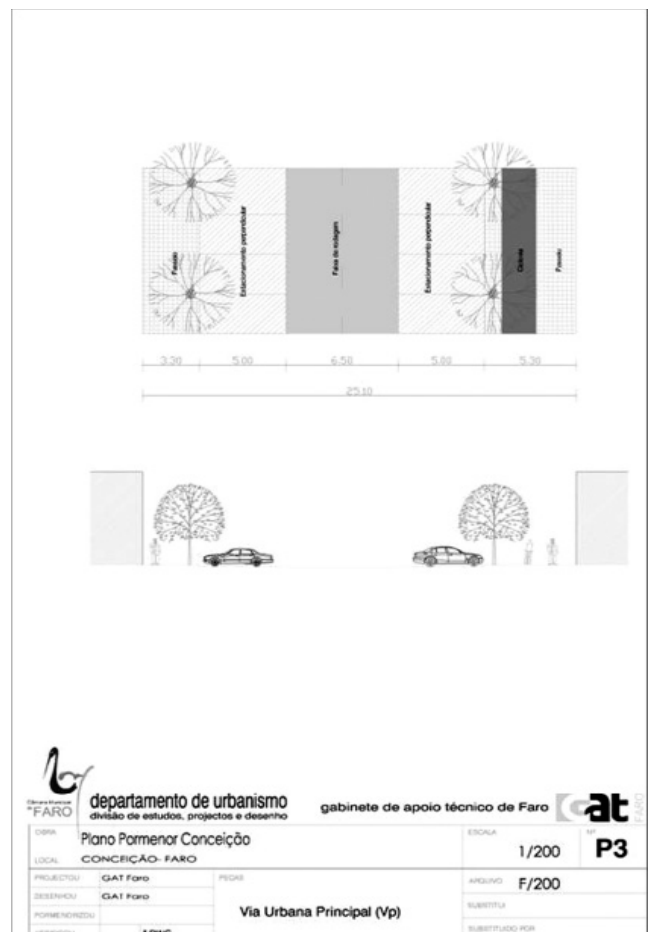 Passeio
Estacionamento perpendicular
Faixa de rodagem
Estacionamento perpendicular
Ciclovia
Passeio
3.30 5.00 6.50 5.00 5.30
25.10
Câmara Municipal
de FARO
departamento de urbanismo
divisão de estudos, projectos e desenho
gabinete de apoio técnico de Faro
Gat
FARO
OBRA
Plano Pormenor Conceição
LOCAL
CONCEIÇÃO- FARO
ESCALA
1/200
Nº
P3
PROJECTOU
GAT Faro
DESENHOU
GAT Faro
PORMENORIZOU
PEÇAS
Via Urbana Principal (Vp)
ARQUIVO
F/200
SUBSTITUI
SUBSTITUIDO POR